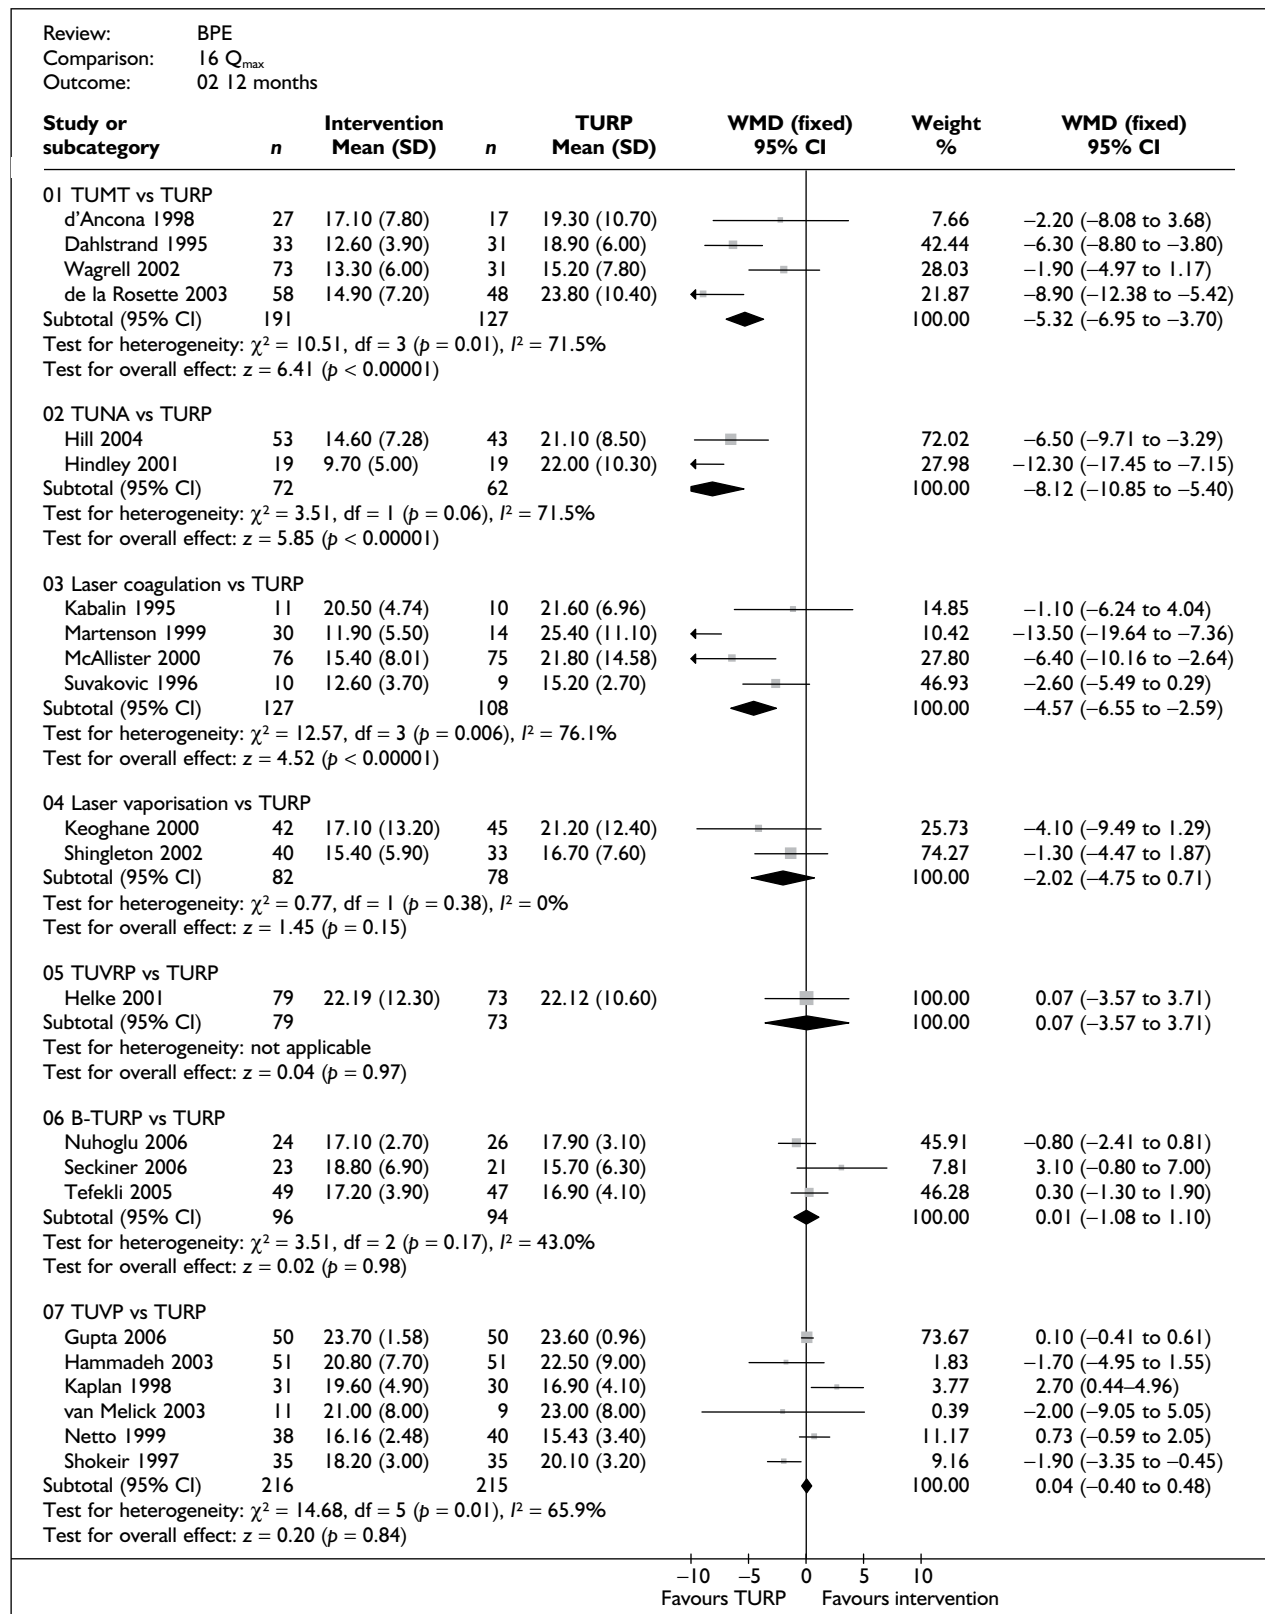 Review: BPE
Comparison: 16 Qmax
Outcome: 02 12 months
Study or subcategory n Intervention Mean (SD) n TURP Mean (SD) WMD (fixed) 95% CI Weight % WMD (fixed) 95% CI
01 TUMT vs TURP
d'Ancona 1998 27 17.10 (7.80) 17 19.30 (10.70) 7.66 −2.20 (−8.08 to 3.68)
Dahlstrand 1995 33 12.60 (3.90) 31 18.90 (6.00) 42.44 −6.30 (−8.80 to −3.80)
Wagrell 2002 73 13.30 (6.00) 31 15.20 (7.80) 28.03 −1.90 (−4.97 to 1.17)
de la Rosette 2003 58 14.90 (7.20) 48 23.80 (10.40) 21.87 −8.90 (−12.38 to −5.42)
Subtotal (95% CI) 191 127 100.00 −5.32 (−6.95 to −3.70)
Test for heterogeneity: χ² = 10.51, df = 3 (p = 0.01), I² = 71.5%
Test for overall effect: z = 6.41 (p < 0.00001)
02 TUNA vs TURP
Hill 2004 53 14.60 (7.28) 43 21.10 (8.50) 72.02 −6.50 (−9.71 to −3.29)
Hindley 2001 19 9.70 (5.00) 19 22.00 (10.30) 27.98 −12.30 (−17.45 to −7.15)
Subtotal (95% CI) 72 62 100.00 −8.12 (−10.85 to −5.40)
Test for heterogeneity: χ² = 3.51, df = 1 (p = 0.06), I² = 71.5%
Test for overall effect: z = 5.85 (p < 0.00001)
03 Laser coagulation vs TURP
Kabalin 1995 11 20.50 (4.74) 10 21.60 (6.96) 14.85 −1.10 (−6.24 to 4.04)
Martenson 1999 30 11.90 (5.50) 14 25.40 (11.10) 10.42 −13.50 (−19.64 to −7.36)
McAllister 2000 76 15.40 (8.01) 75 21.80 (14.58) 27.80 −6.40 (−10.16 to −2.64)
Suvakovic 1996 10 12.60 (3.70) 9 15.20 (2.70) 46.93 −2.60 (−5.49 to 0.29)
Subtotal (95% CI) 127 108 100.00 −4.57 (−6.55 to −2.59)
Test for heterogeneity: χ² = 12.57, df = 3 (p = 0.006), I² = 76.1%
Test for overall effect: z = 4.52 (p < 0.00001)
04 Laser vaporisation vs TURP
Keoghane 2000 42 17.10 (13.20) 45 21.20 (12.40) 25.73 −4.10 (−9.49 to 1.29)
Shingleton 2002 40 15.40 (5.90) 33 16.70 (7.60) 74.27 −1.30 (−4.47 to 1.87)
Subtotal (95% CI) 82 78 100.00 −2.02 (−4.75 to 0.71)
Test for heterogeneity: χ² = 0.77, df = 1 (p = 0.38), I² = 0%
Test for overall effect: z = 1.45 (p = 0.15)
05 TUVRP vs TURP
Helke 2001 79 22.19 (12.30) 73 22.12 (10.60) 100.00 0.07 (−3.57 to 3.71)
Subtotal (95% CI) 79 73 100.00 0.07 (−3.57 to 3.71)
Test for heterogeneity: not applicable
Test for overall effect: z = 0.04 (p = 0.97)
06 B-TURP vs TURP
Nuhoglu 2006 24 17.10 (2.70) 26 17.90 (3.10) 45.91 −0.80 (−2.41 to 0.81)
Seckiner 2006 23 18.80 (6.90) 21 15.70 (6.30) 7.81 3.10 (−0.80 to 7.00)
Tefekli 2005 49 17.20 (3.90) 47 16.90 (4.10) 46.28 0.30 (−1.30 to 1.90)
Subtotal (95% CI) 96 94 100.00 0.01 (−1.08 to 1.10)
Test for heterogeneity: χ² = 3.51, df = 2 (p = 0.17), I² = 43.0%
Test for overall effect: z = 0.02 (p = 0.98)
07 TUVP vs TURP
Gupta 2006 50 23.70 (1.58) 50 23.60 (0.96) 73.67 0.10 (−0.41 to 0.61)
Hammadeh 2003 51 20.80 (7.70) 51 22.50 (9.00) 1.83 −1.70 (−4.95 to 1.55)
Kaplan 1998 31 19.60 (4.90) 30 16.90 (4.10) 3.77 2.70 (0.44–4.96)
van Melick 2003 11 21.00 (8.00) 9 23.00 (8.00) 0.39 −2.00 (−9.05 to 5.05)
Netto 1999 38 16.16 (2.48) 40 15.43 (3.40) 11.17 0.73 (−0.59 to 2.05)
Shokeir 1997 35 18.20 (3.00) 35 20.10 (3.20) 9.16 −1.90 (−3.35 to −0.45)
Subtotal (95% CI) 216 215 100.00 0.04 (−0.40 to 0.48)
Test for heterogeneity: χ² = 14.68, df = 5 (p = 0.01), I² = 65.9%
Test for overall effect: z = 0.20 (p = 0.84)
−10 −5 0 5 10
Favours TURP Favours intervention